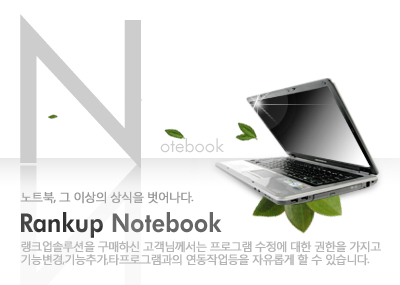 Notebook
노트북, 그 이상의 상식을 벗어나다.
Rankup Notebook
랭크업솔루션을 구매하신 고객님께서는 프로그램 수정에 대한 권한을 가지고
기능변경,기능추가,타프로그램과의 연동작업등을 자유롭게 할 수 있습니다.